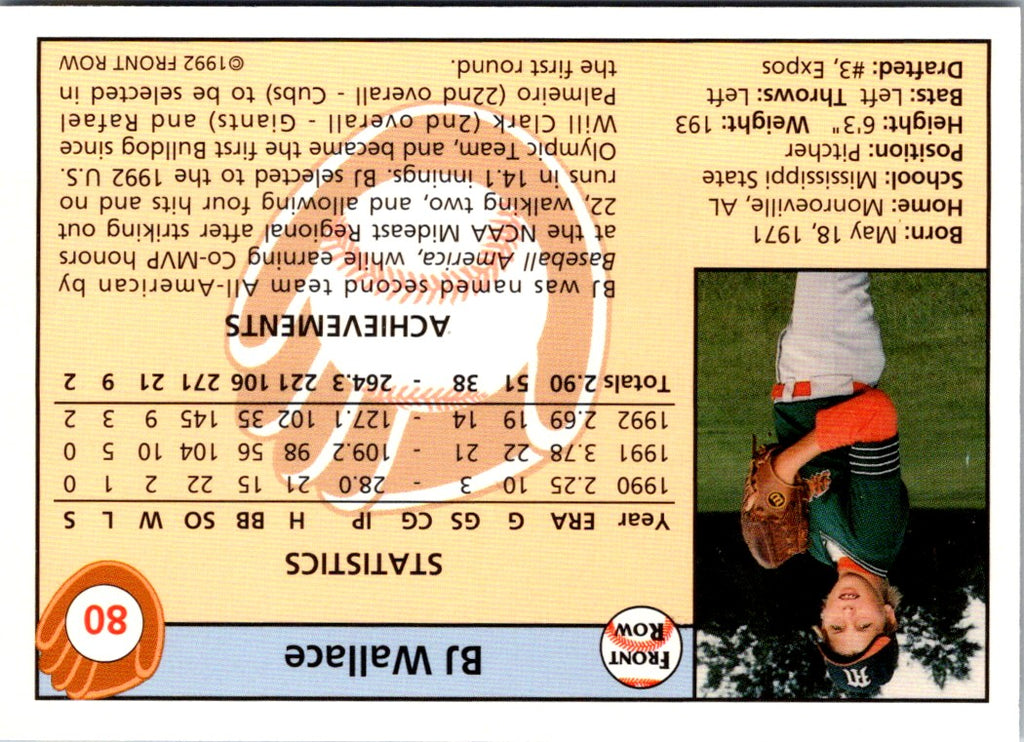 BJ Wallace
FRONT
ROW
80
M
STATISTICS
Year ERA G GS CG IP H BB SO W L S
1990 2.25 10 3 - 28.0 21 15 22 2 1 0
1991 3.78 22 21 - 109.2 98 56 104 10 5 0
1992 2.69 19 14 - 127.1 102 35 145 9 3 2
Totals 2.90 51 38 - 264.3 221 106 271 21 9 2
ACHIEVEMENTS
BJ was named second team All-American by
Baseball America, while earning Co-MVP honors
at the NCAA Mideast Regional after striking out
22, walking two, and allowing four hits and no
runs in 14.1 innings. BJ selected to the 1992 U.S.
Olympic Team, and became the first Bulldog since
Will Clark (2nd overall - Giants) and Rafael
Palmeiro (22nd overall - Cubs) to be selected in
the first round.
©1992 FRONT ROW
Born: May 18, 1971
Home: Monroeville, AL
School: Mississippi State
Position: Pitcher
Height: 6'3" Weight: 193
Bats: Left Throws: Left
Drafted: #3, Expos